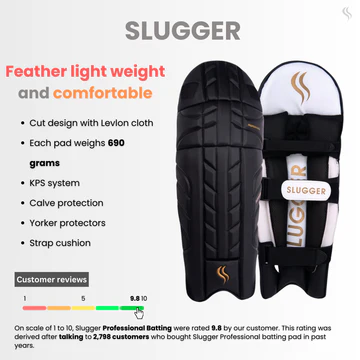 SLUGGER
Feather light weight
and comfortable
Cut design with Levlon cloth
Each pad weighs 690
grams
KPS system
Calve protection
Yorker protectors
Strap cushion
SLUGGER
SLUGGER
Customer reviews
1 5 9.8 10
On scale of 1 to 10, Slugger Professional Batting were rated 9.8 by our customer. This rating was
derived after talking to 2,798 customers who bought Slugger Professional batting pad in past
years.